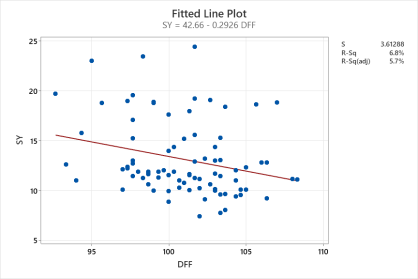 Fitted Line Plot
SY = 42.66 - 0.2926 DFF
S 3.61288
R-Sq 6.8%
R-Sq(adj) 5.7%
25
20
15
10
5
SY
95 100 105 110
DFF